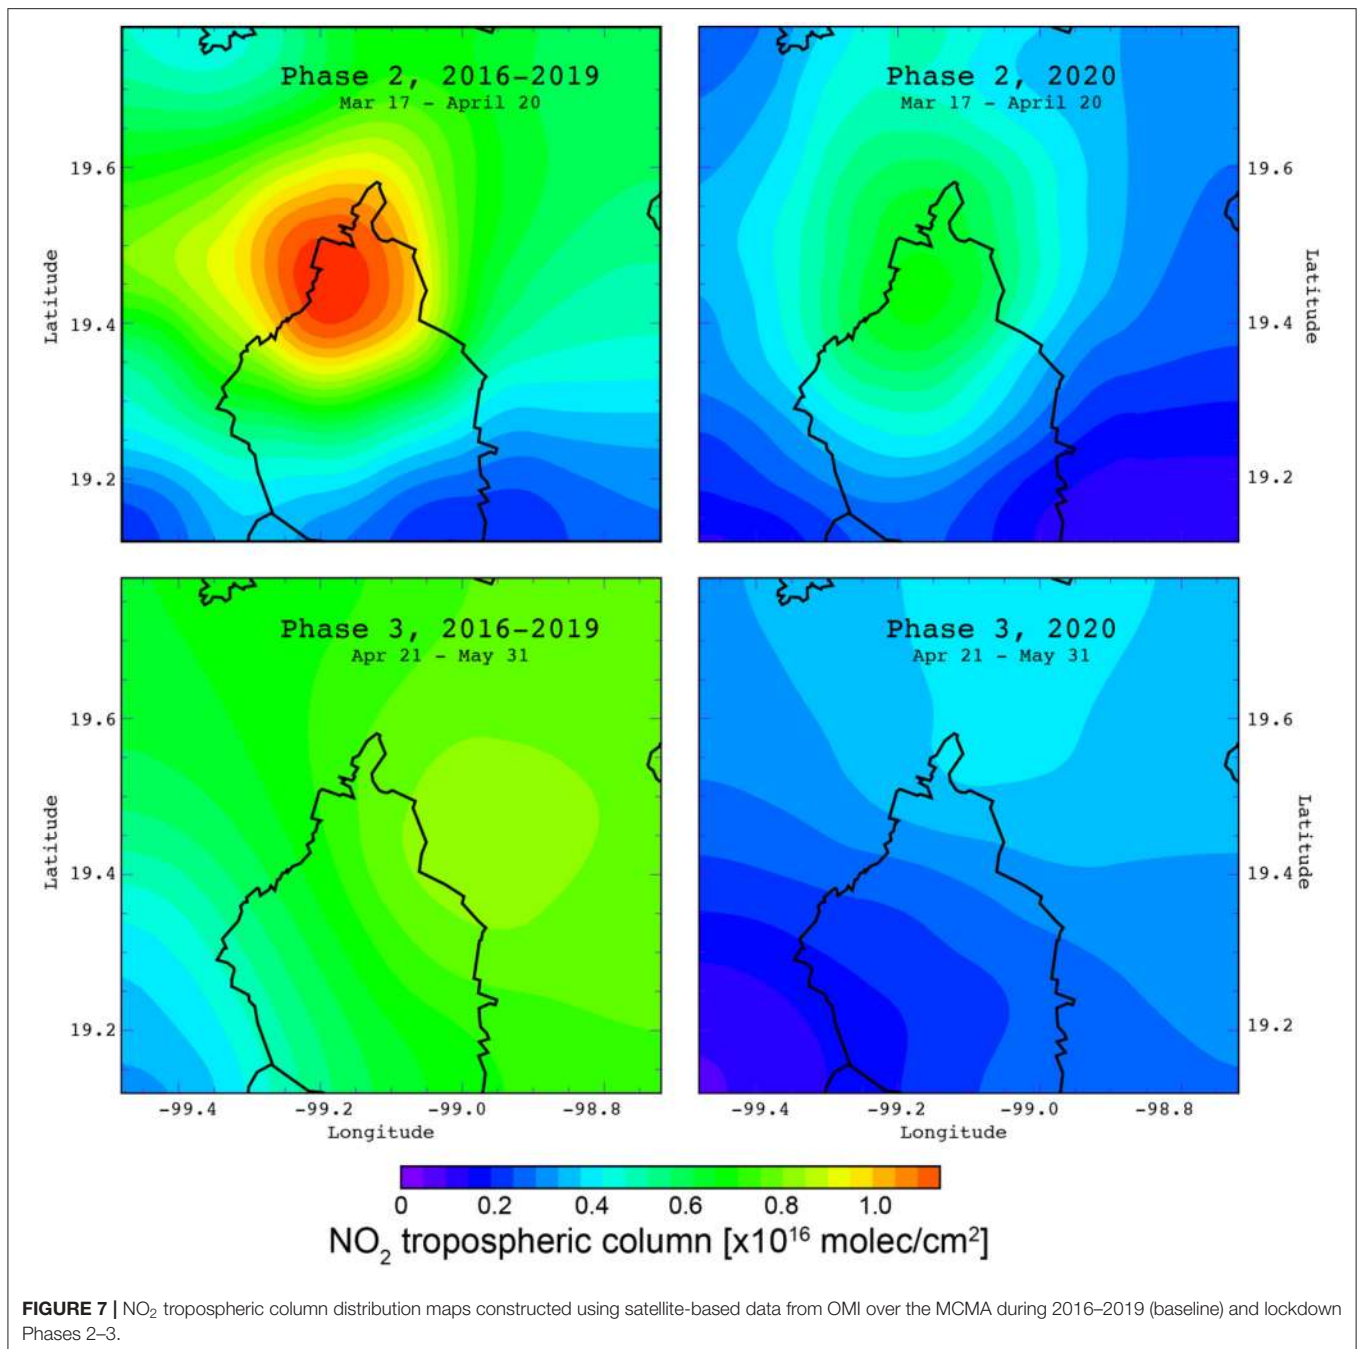 Phase 2, 2016-2019
Mar 17 - April 20
Phase 2, 2020
Mar 17 - April 20
19.6
19.4
19.2
Latitude
19.6
19.4
19.2
Latitude
Phase 3, 2016-2019
Apr 21 - May 31
Phase 3, 2020
Apr 21 - May 31
19.6
19.4
19.2
Latitude
19.6
19.4
19.2
Latitude
-99.4 -99.2 -99.0 -98.8
Longitude
-99.4 -99.2 -99.0 -98.8
Longitude
0 0.2 0.4 0.6 0.8 1.0
NO₂ tropospheric column [x10¹⁶ molec/cm²]
FIGURE 7 | NO₂ tropospheric column distribution maps constructed using satellite-based data from OMI over the MCMA during 2016–2019 (baseline) and lockdown
Phases 2–3.